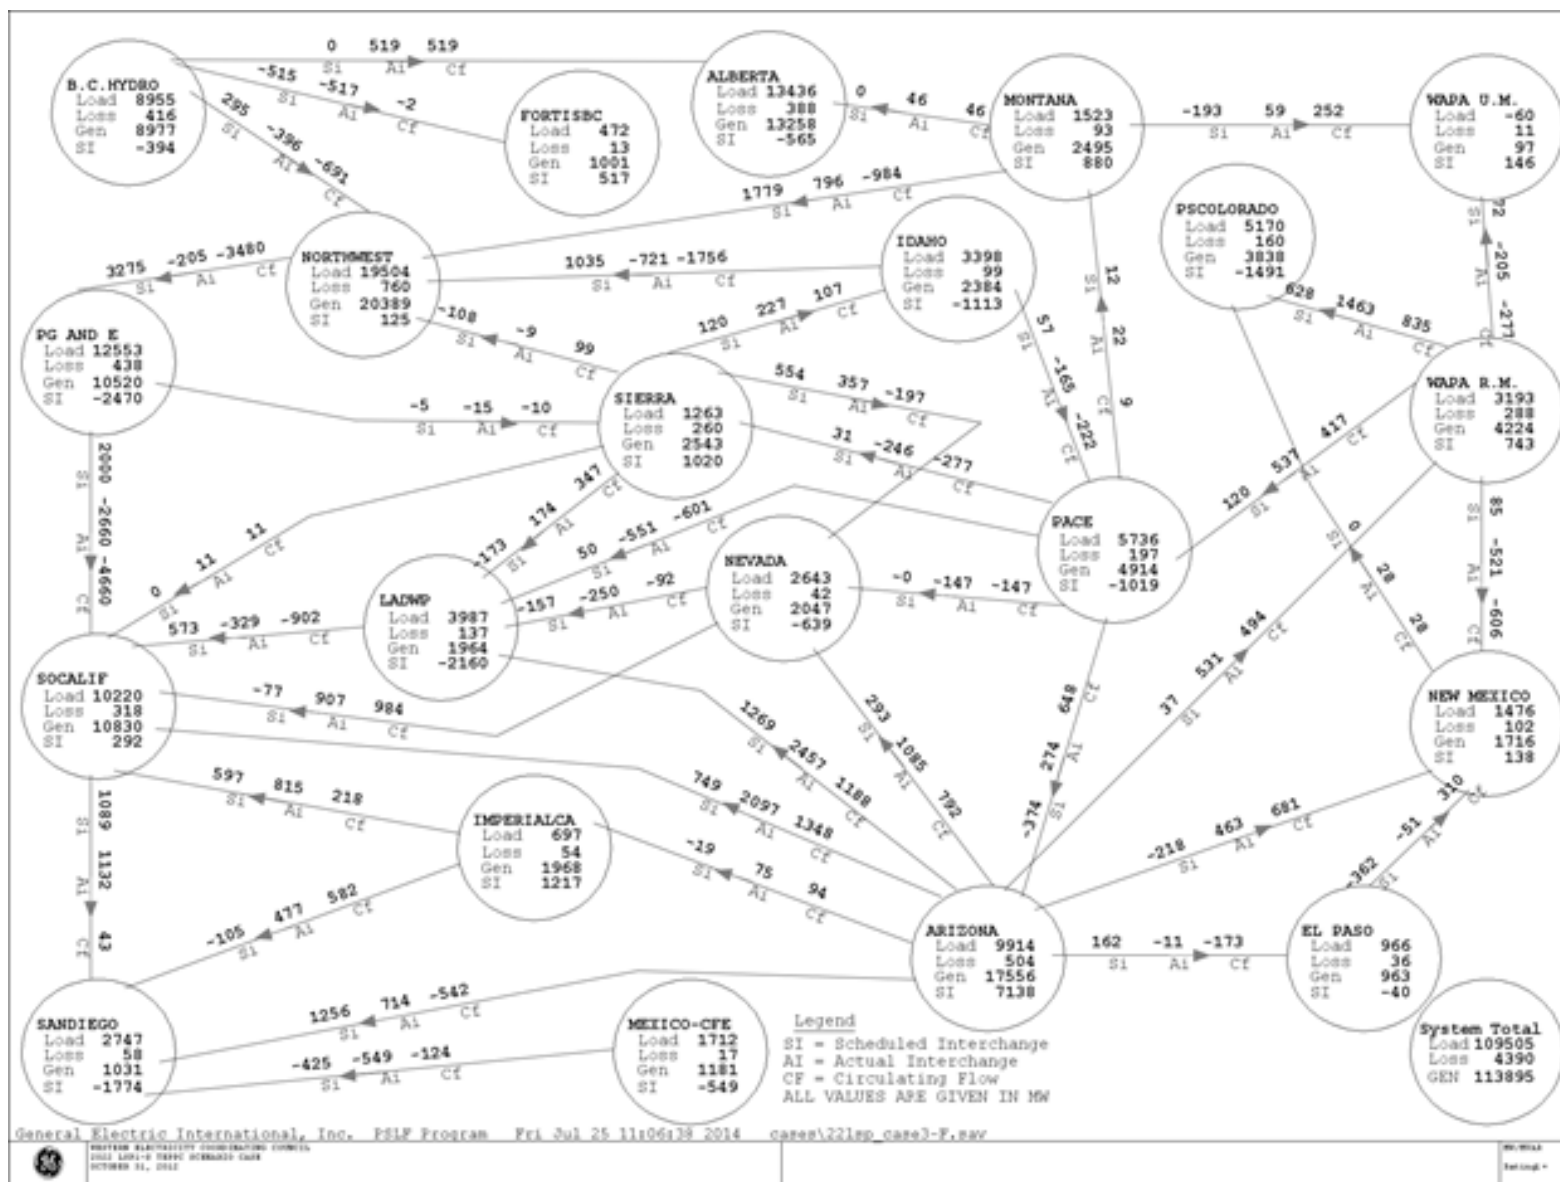 0 519 519
Si Ai Cf
-515 -517 -2
Si Ai Cf
B.C.HYDRO
Load 8955
Loss 416
Gen 8977
SI -394
295 -396 -691
Si Ai Cf
FORTISBC
Load 472
Loss 13
Gen 1001
SI 517
ALBERTA
Load 13436
Loss 388
Gen 13258
SI -565
0 46 46
Si Ai Cf
MONTANA
Load 1523
Loss 93
Gen 2495
SI 880
-193 59 252
Si Ai Cf
WAPA U.M.
Load -60
Loss 11
Gen 97
SI 146
1779 796 -984
Si Ai Cf
PSCOLORADO
Load 5170
Loss 160
Gen 3838
SI -1491
72 -205 -277
Si Ai Cf
3275 -205 -3480
Si Ai Cf
NORTHWEST
Load 19504
Loss 760
Gen 20389
SI 125
1035 -721 -1756
Si Ai Cf
IDAHO
Load 3398
Loss 99
Gen 2384
SI -1113
12 22 9
Si Ai Cf
628 1463 835
Si Ai Cf
-108 -9 99
Si Ai Cf
120 227 107
Si Ai Cf
57 -165 -222
Si Ai Cf
PG AND E
Load 12553
Loss 438
Gen 10520
SI -2470
-5 -15 -10
Si Ai Cf
SIERRA
Load 1263
Loss 260
Gen 2543
SI 1020
554 357 -197
Si Ai Cf
31 -246 -277
Si Ai Cf
WAPA R.M.
Load 3193
Loss 288
Gen 4224
SI 743
120 537 417
Si Ai Cf
2000 -2660 -4660
Si Ai Cf
0 11 11
Si Ai Cf
-173 174 347
Si Ai Cf
50 -551 -601
Si Ai Cf
PACE
Load 5736
Loss 197
Gen 4914
SI -1019
0 28 28
Si Ai Cf
85 -521 -606
Si Ai Cf
573 -329 -902
Si Ai Cf
LADWP
Load 3987
Loss 137
Gen 1964
SI -2160
-157 -250 -92
Si Ai Cf
NEVADA
Load 2643
Loss 42
Gen 2047
SI -639
-0 -147 -147
Si Ai Cf
SOCALIF
Load 10220
Loss 318
Gen 10830
SI 292
-77 907 984
Si Ai Cf
1269 2457 1188
Si Ai Cf
293 1085 792
Si Ai Cf
-374 274 648
Si Ai Cf
37 531 494
Si Ai Cf
NEW MEXICO
Load 1476
Loss 102
Gen 1716
SI 138
597 815 218
Si Ai Cf
749 2097 1348
Si Ai Cf
1089 1132 43
Si Ai Cf
IMPERIALCA
Load 697
Loss 54
Gen 1968
SI 1217
-19 75 94
Si Ai Cf
-218 463 681
Si Ai Cf
-362 -51 310
Si Ai Cf
-105 477 582
Si Ai Cf
ARIZONA
Load 9914
Loss 504
Gen 17556
SI 7138
162 -11 -173
Si Ai Cf
EL PASO
Load 966
Loss 36
Gen 963
SI -40
1256 714 -542
Si Ai Cf
SANDIEGO
Load 2747
Loss 58
Gen 1031
SI -1774
-425 -549 -124
Si Ai Cf
MEXICO-CFE
Load 1712
Loss 17
Gen 1181
SI -549
Legend
SI = Scheduled Interchange
AI = Actual Interchange
CF = Circulating Flow
ALL VALUES ARE GIVEN IN MW
System Total
Load 109505
Loss 4390
GEN 113895
General Electric International, Inc. PSLF Program Fri Jul 25 11:06:38 2014 cases\22lsp_case3-F.sav
WESTERN ELECTRICITY COORDINATING COUNCIL
2022 LSP1-S TEPPC SCENARIO CASE
OCTOBER 31, 2012
MW/MVAR
Rating1 =